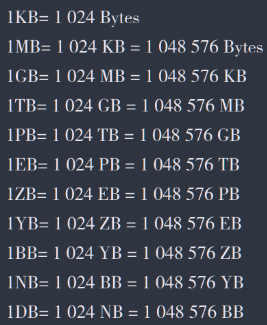 1KB= 1 024 Bytes
1MB= 1 024 KB = 1 048 576 Bytes
1GB= 1 024 MB = 1 048 576 KB
1TB= 1 024 GB = 1 048 576 MB
1PB= 1 024 TB = 1 048 576 GB
1EB= 1 024 PB = 1 048 576 TB
1ZB= 1 024 EB = 1 048 576 PB
1YB= 1 024 ZB = 1 048 576 EB
1BB= 1 024 YB = 1 048 576 ZB
1NB= 1 024 BB = 1 048 576 YB
1DB= 1 024 NB = 1 048 576 BB